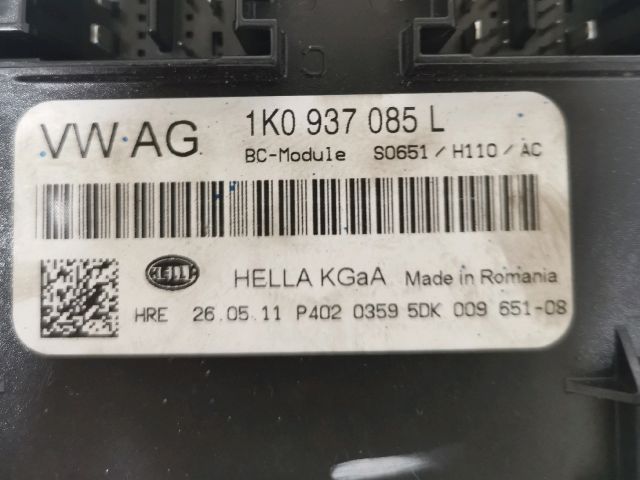 C
VW AG 1K0 937 085 L
BC-Module S0651 / H110 / AC
HELLA
HELLA KGaA Made in Romania
HRE 26.05.11 P402 0359 5DK 009 651-08